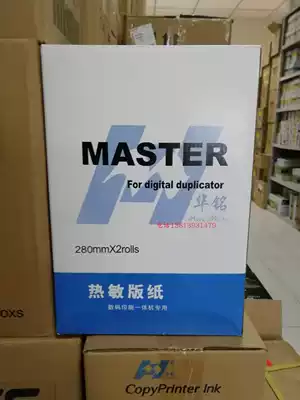 MASTER
For digital duplicator
华铭
280mmX2rolls
热敏版纸
数码印刷一体机专用
OXS
CopyPrinter Ink